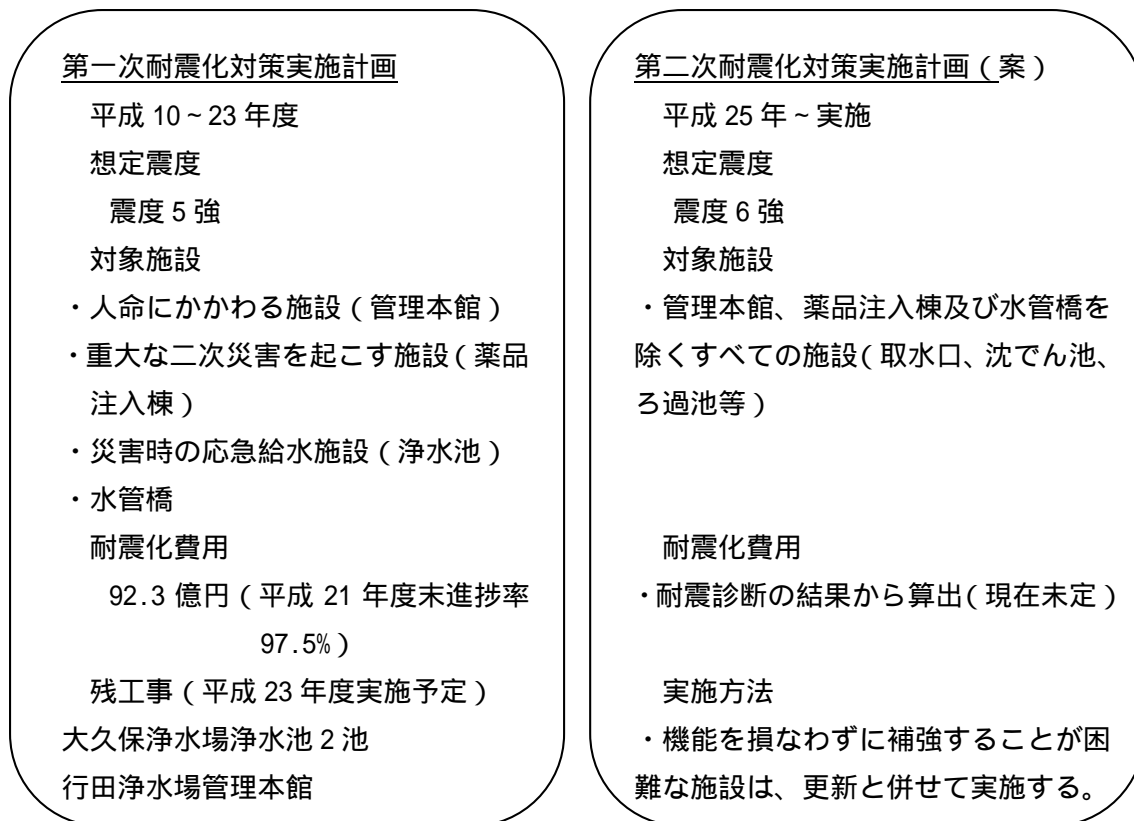 第一次耐震化対策実施計画
平成 10~23 年度
想定震度
震度 5 強
対象施設
・人命にかかわる施設(管理本館)
・重大な二次災害を起こす施設(薬品
注入棟)
・災害時の応急給水施設(浄水池)
・水管橋
耐震化費用
92.3 億円(平成 21 年度末進捗率
97.5%)
残工事(平成 23 年度実施予定)
大久保浄水場浄水池 2 池
行田浄水場管理本館
第二次耐震化対策実施計画(案)
平成 25 年~実施
想定震度
震度 6 強
対象施設
・管理本館、薬品注入棟及び水管橋を
除くすべての施設(取水口、沈でん池、
ろ過池等)
耐震化費用
・耐震診断の結果から算出(現在未定)
実施方法
・機能を損なわずに補強することが困
難な施設は、更新と併せて実施する。